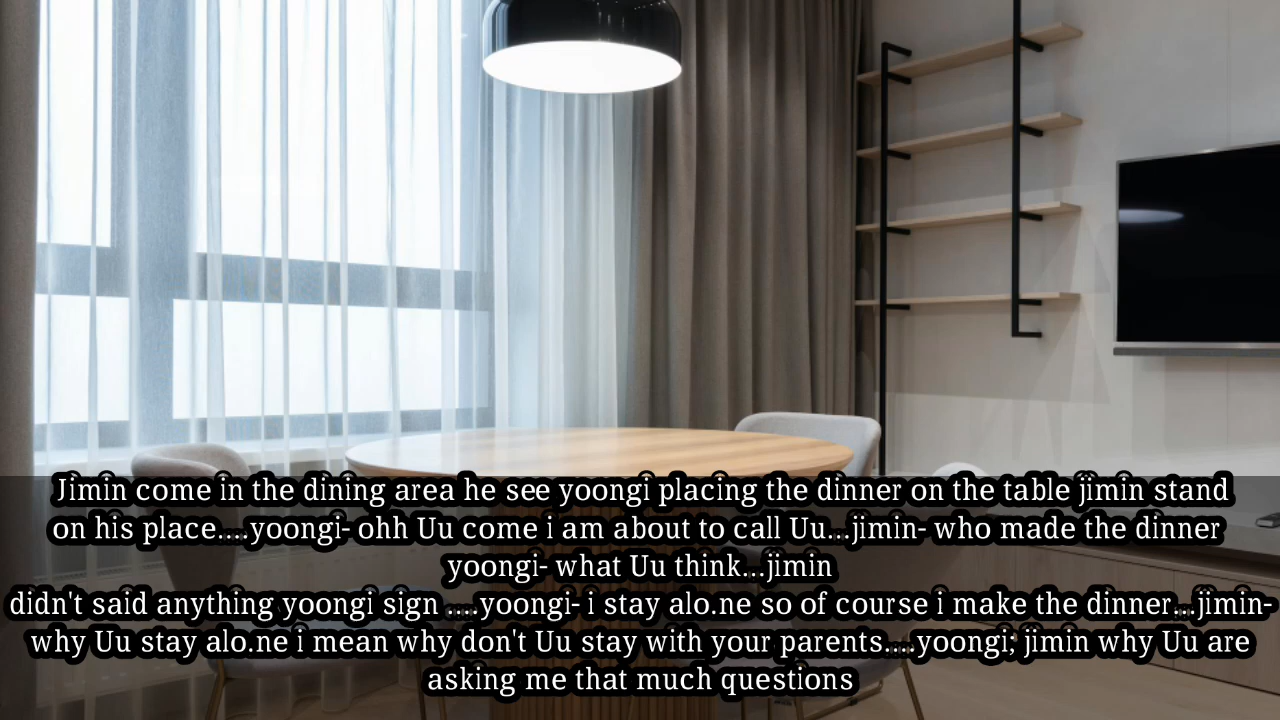 Jimin come in the dining area he see yoongi placing the dinner on the table jimin stand
on his place....yoongi- ohh Uu come i am about to call Uu...jimin- who made the dinner
yoongi- what Uu think...jimin
didn't said anything yoongi sign ....yoongi- i stay alo.ne so of course i make the dinner...jimin-
why Uu stay alo.ne i mean why don't Uu stay with your parents....yoongi; jimin why Uu are
asking me that much questions